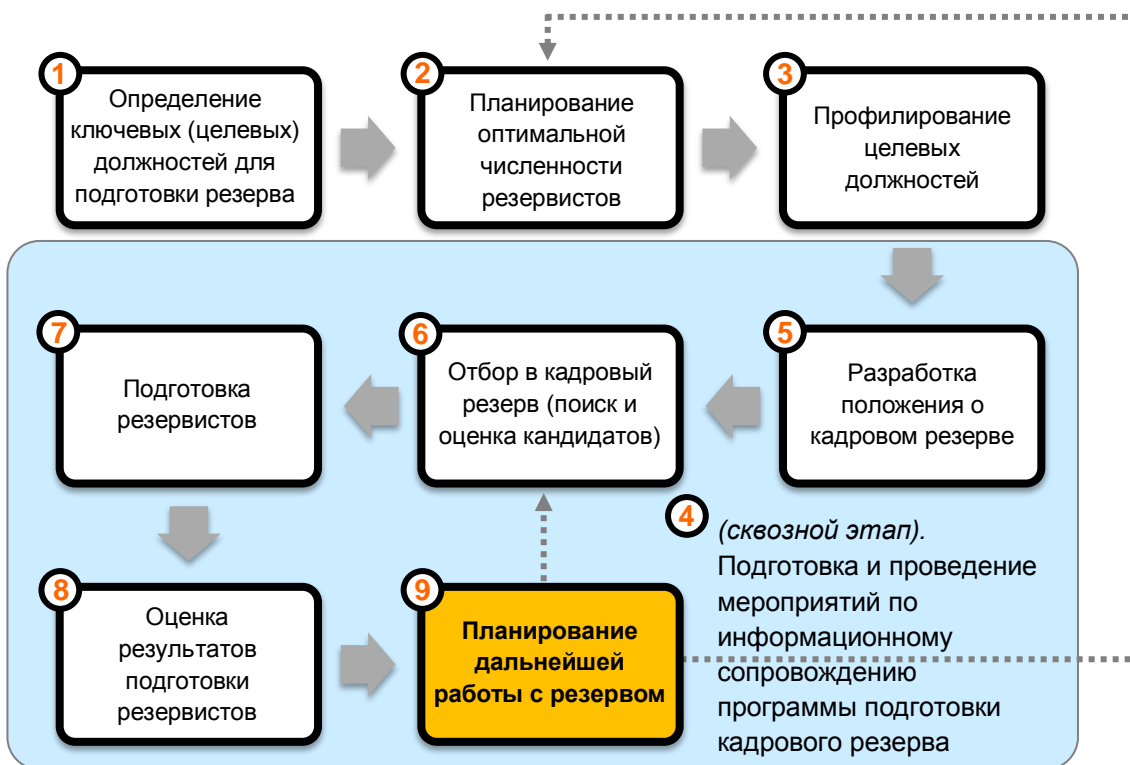 1
Определение
ключевых (целевых)
должностей для
подготовки резерва
2
Планирование
оптимальной
численности
резервистов
3
Профилирование
целевых
должностей
7
Подготовка
резервистов
6
Отбор в кадровый
резерв (поиск и
оценка кандидатов)
5
Разработка
положения о
кадровом резерве
4
(сквозной этап).
Подготовка и проведение
мероприятий по
информационному
сопровождению
программы подготовки
кадрового резерва
8
Оценка
результатов
подготовки
резервистов
9
Планирование
дальнейшей
работы с резервом